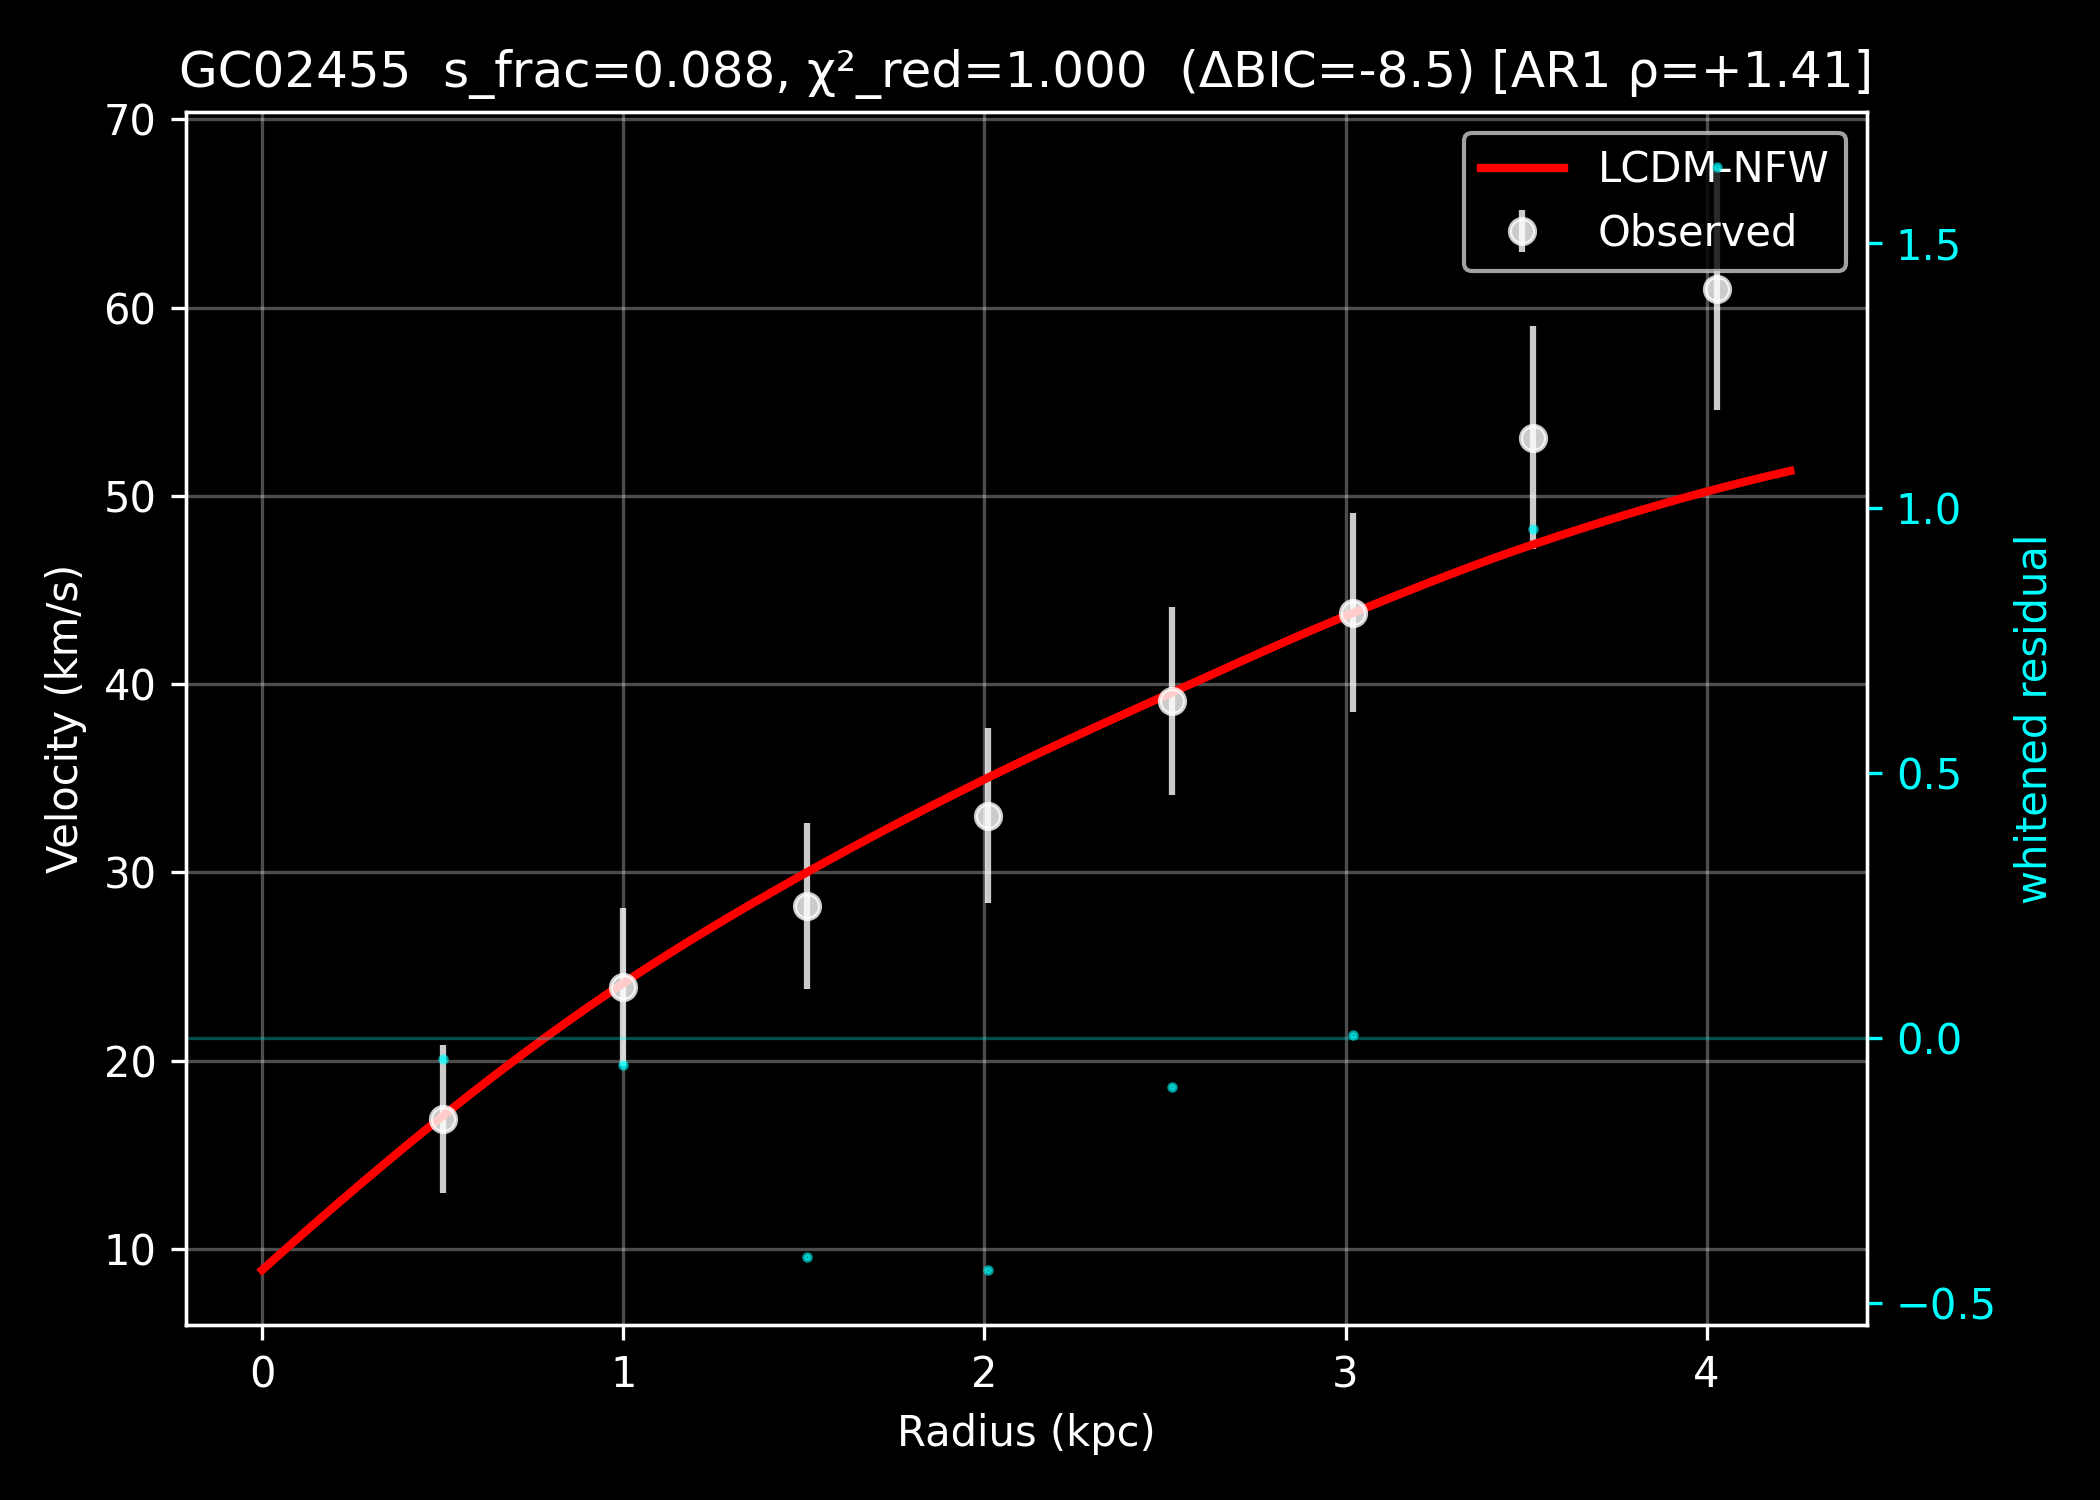 GC02455 s_frac=0.088, χ²_red=1.000 (ΔBIC=-8.5) [AR1 ρ=+1.41]
LCDM-NFW
Observed
70
60
50
40
30
20
10
Velocity (km/s)
0
1
2
3
4
Radius (kpc)
1.5
1.0
0.5
0.0
−0.5
whitened residual